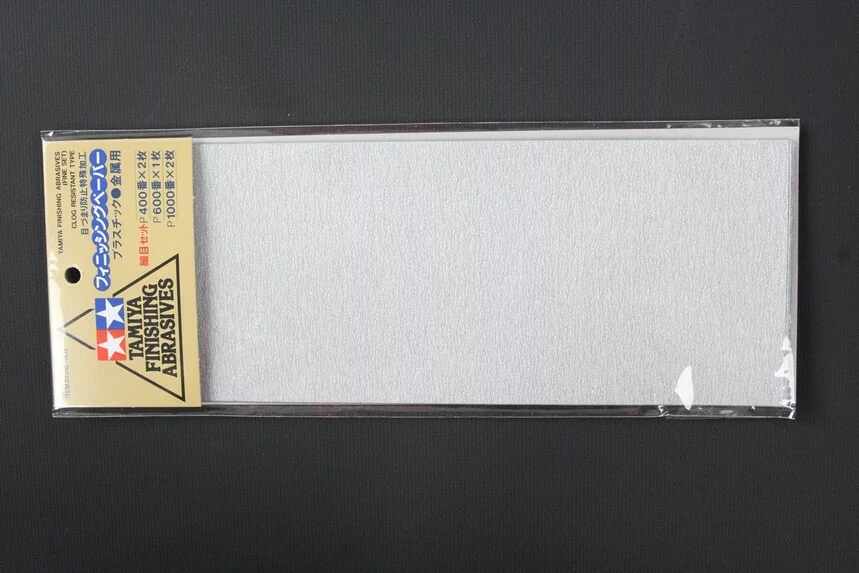 TAMIYA FINISHING ABRASIVES
(FINE SET)
CLOG RESISTANT TYPE
目づまり防止特殊加工
フィニッシングペーパー
プラスチック●金属用
細目セット P400番×2枚
P600番×1枚
P1000番×2枚
TAMIYA
FINISHING
ABRASIVES